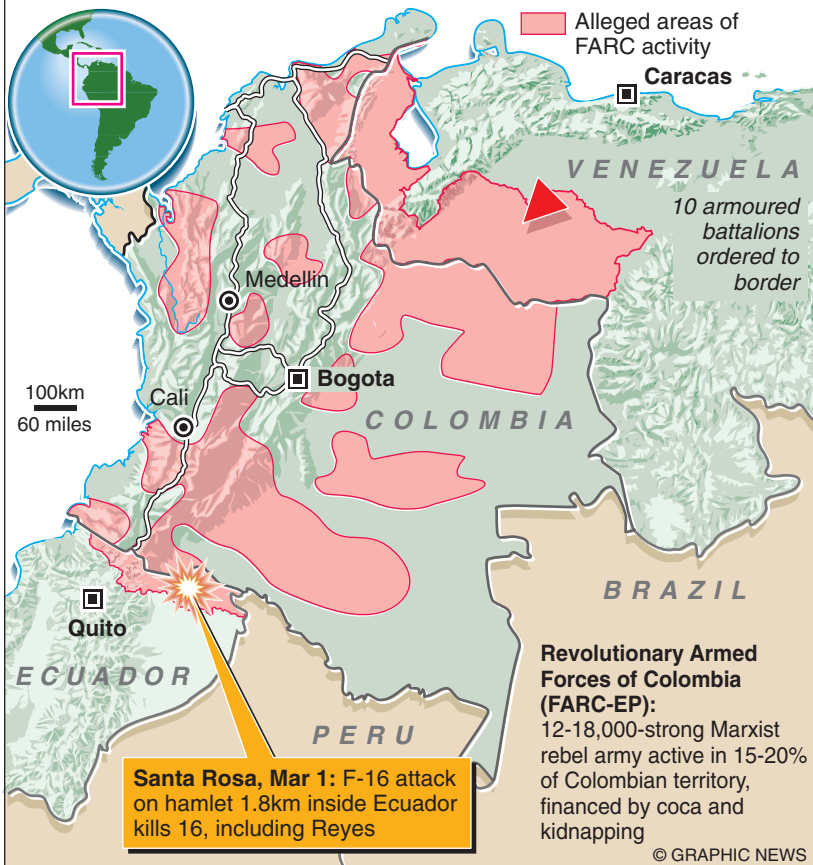 Alleged areas of
FARC activity
Caracas
VENEZUELA
10 armoured
battalions
ordered to
border
Medellin
Bogota
100km
60 miles
Cali
COLOMBIA
BRAZIL
Quito
ECUADOR
PERU
Revolutionary Armed
Forces of Colombia
(FARC-EP):
12-18,000-strong Marxist
rebel army active in 15-20%
of Colombian territory,
financed by coca and
kidnapping
Santa Rosa, Mar 1: F-16 attack
on hamlet 1.8km inside Ecuador
kills 16, including Reyes
© GRAPHIC NEWS